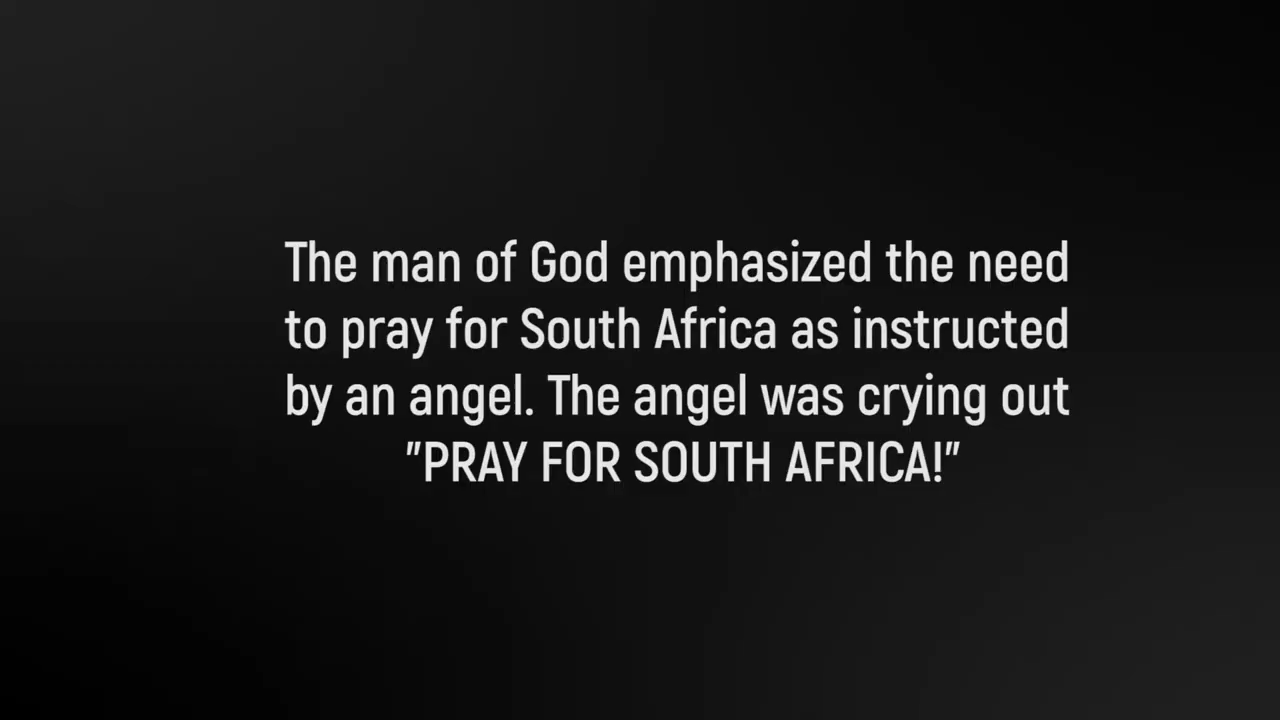 The man of God emphasized the need
to pray for South Africa as instructed
by an angel. The angel was crying out
"PRAY FOR SOUTH AFRICA!"